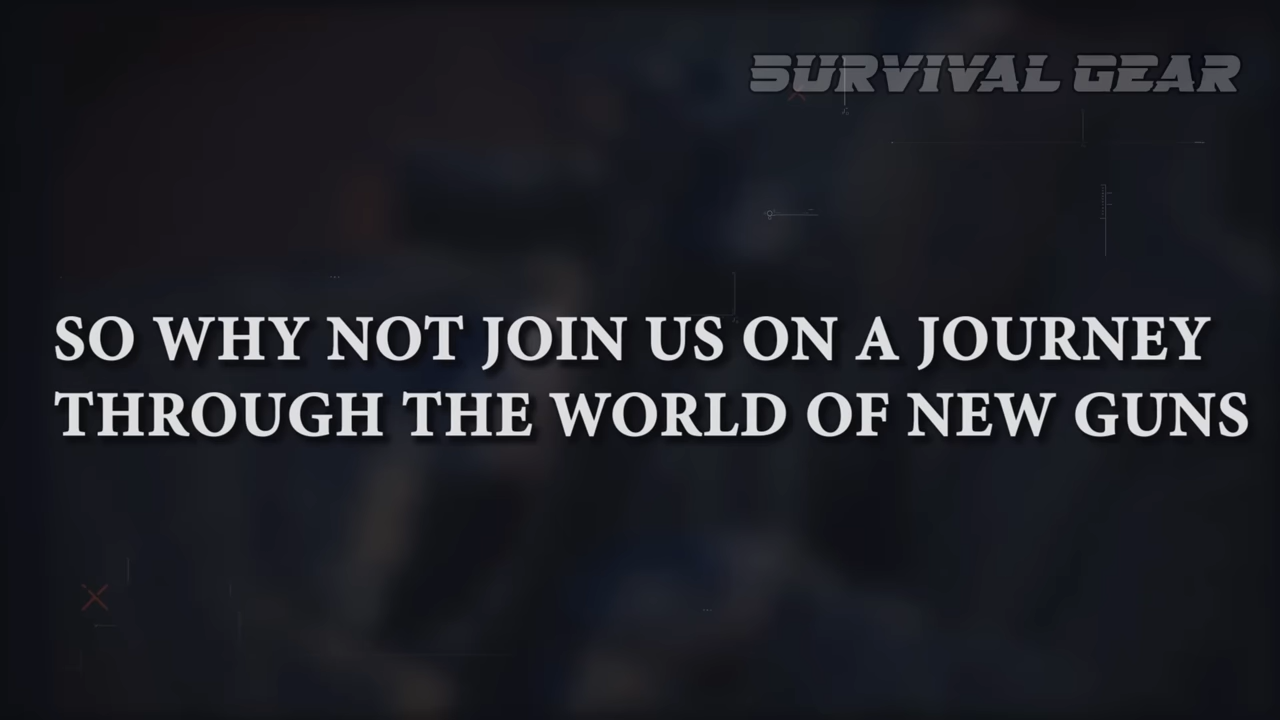 SURVIVAL GEAR
SO WHY NOT JOIN US ON A JOURNEY
THROUGH THE WORLD OF NEW GUNS